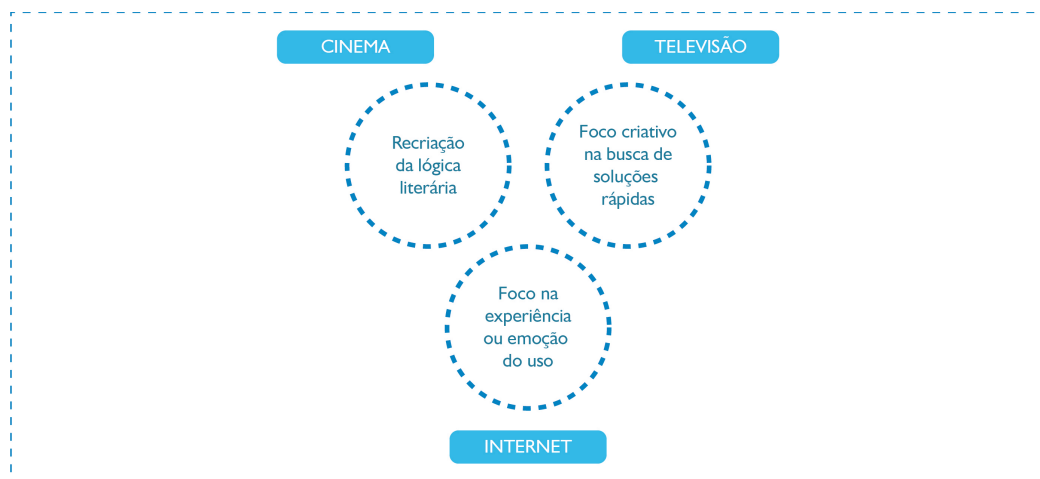 CINEMA
TELEVISÃO
Recriação
da lógica
literária
Foco criativo
na busca de
soluções
rápidas
Foco na
experiência
ou emoção
do uso
INTERNET